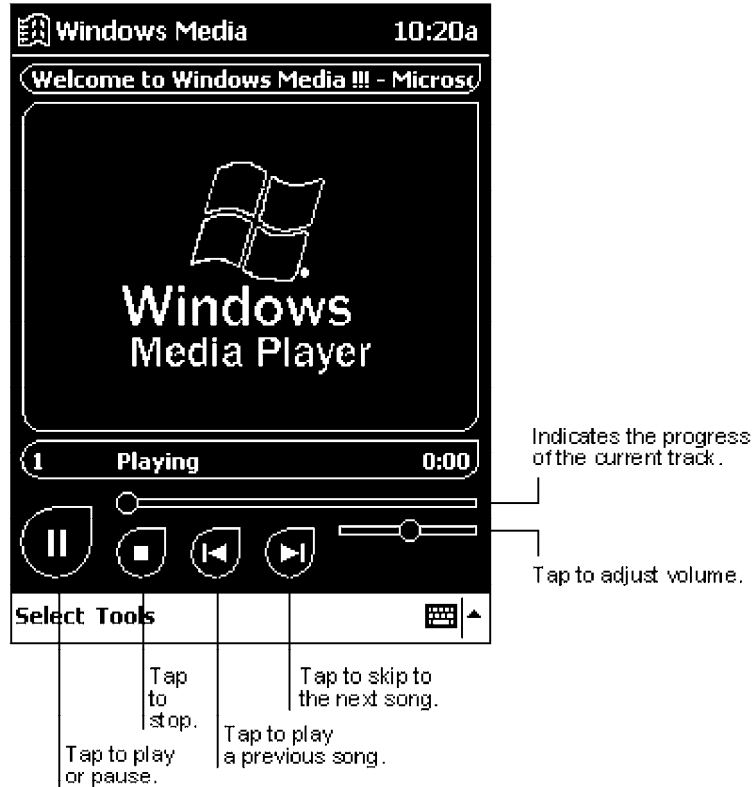 Windows Media 10:20a
Welcome to Windows Media !!! - Microso
Windows
Media Player
1 Playing 0:00
Indicates the progress
of the current track.
Tap to adjust volume.
Select Tools
Tap
to
stop.
Tap to skip to
the next song.
Tap to play
a previous song.
Tap to play
or pause.